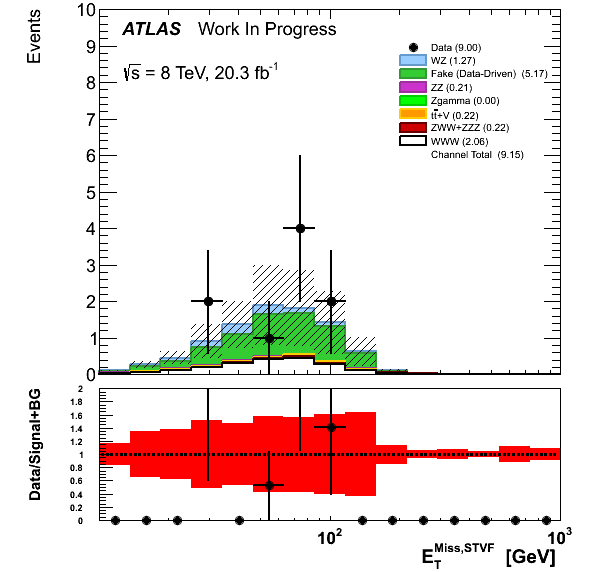 Events
10
9
8
7
6
5
4
3
2
1
0
ATLAS Work In Progress
√s = 8 TeV, 20.3 fb⁻¹
Data (9.00)
WZ (1.27)
Fake (Data-Driven) (5.17)
ZZ (0.21)
Zgamma (0.00)
tt̄+V (0.22)
ZWW+ZZZ (0.22)
WWW (2.06)
Channel Total (9.15)
Data/Signal+BG
2
1.8
1.6
1.4
1.2
1
0.8
0.6
0.4
0.2
0
10² 10³
E_T^Miss,STVF [GeV]